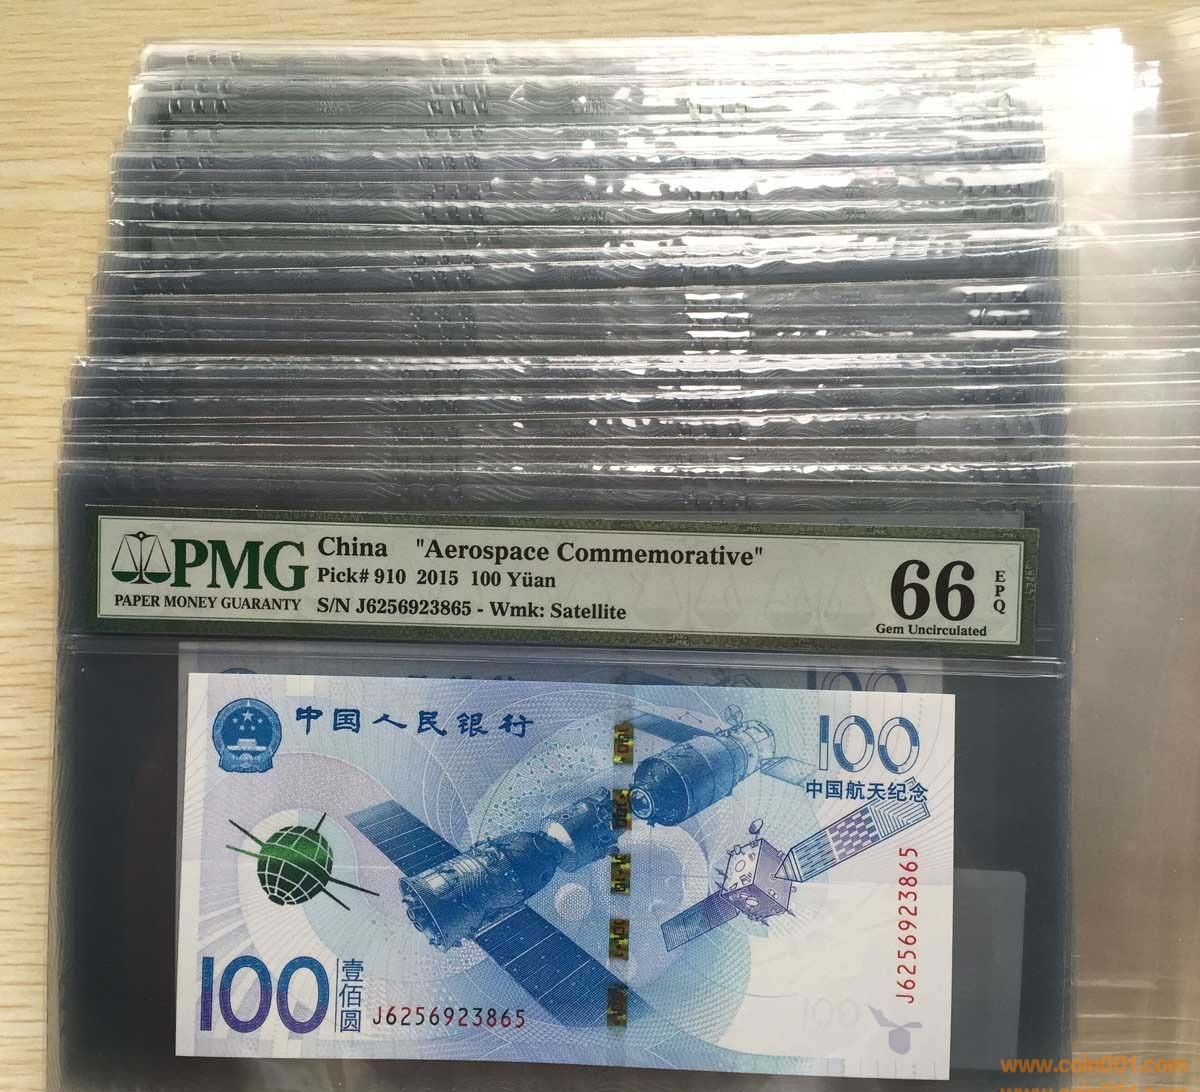 PMG
PAPER MONEY GUARANTY
China "Aerospace Commemorative"
Pick# 910 2015 100 Yüan
S/N J6256923865 - Wmk: Satellite
66
EPQ
Gem Uncirculated
100
中国人民银行
100
中国航天纪念
J6256923865
100
壹佰圆
J6256923865
100
www.coin001.com